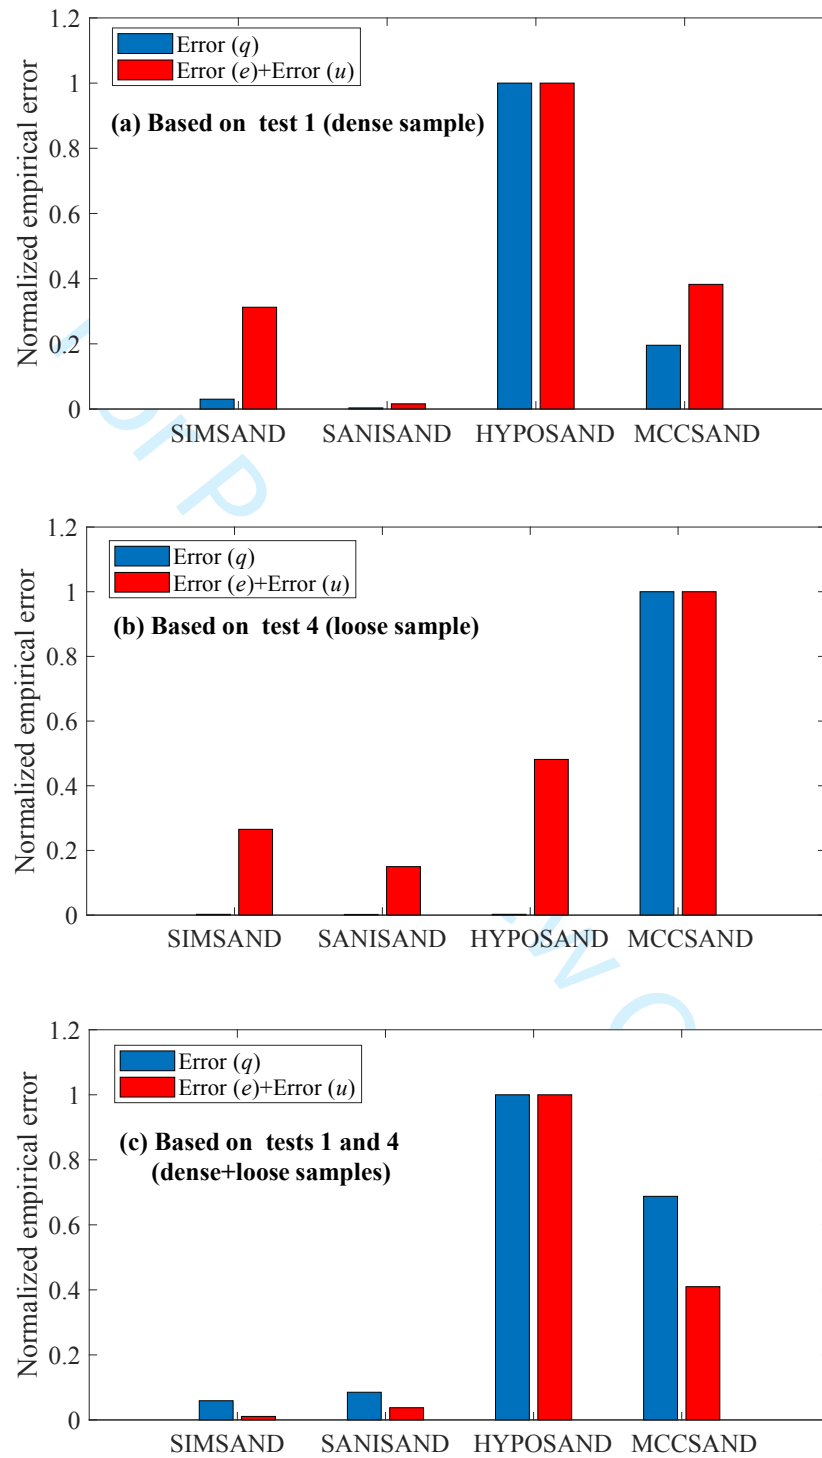 1.2
Error (q)
Error (e)+Error (u)
1
(a) Based on test 1 (dense sample)
0.8
Normalized empirical error
0.6
0.4
0.2
0
SIMSAND SANISAND HYPOSAND MCCSAND
1.2
Error (q)
Error (e)+Error (u)
1
(b) Based on test 4 (loose sample)
0.8
Normalized empirical error
0.6
0.4
0.2
0
SIMSAND SANISAND HYPOSAND MCCSAND
1.2
Error (q)
Error (e)+Error (u)
1
(c) Based on tests 1 and 4
(dense+loose samples)
0.8
Normalized empirical error
0.6
0.4
0.2
0
SIMSAND SANISAND HYPOSAND MCCSAND